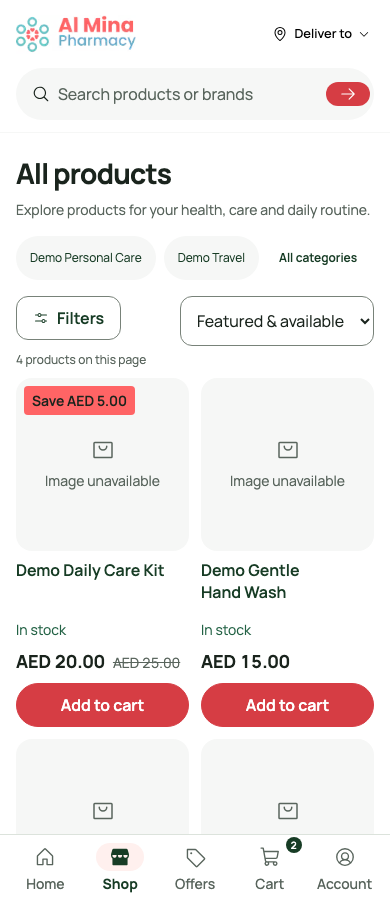 Al Mina
Pharmacy
Deliver to
Search products or brands
All products
Explore products for your health, care and daily routine.
Demo Personal Care
Demo Travel
All categories
Filters
Featured & available
4 products on this page
Save AED 5.00
Image unavailable
Image unavailable
Demo Daily Care Kit
Demo Gentle
Hand Wash
In stock
In stock
AED 20.00 AED 25.00
AED 15.00
Add to cart
Add to cart
2
Home
Shop
Offers
Cart
Account